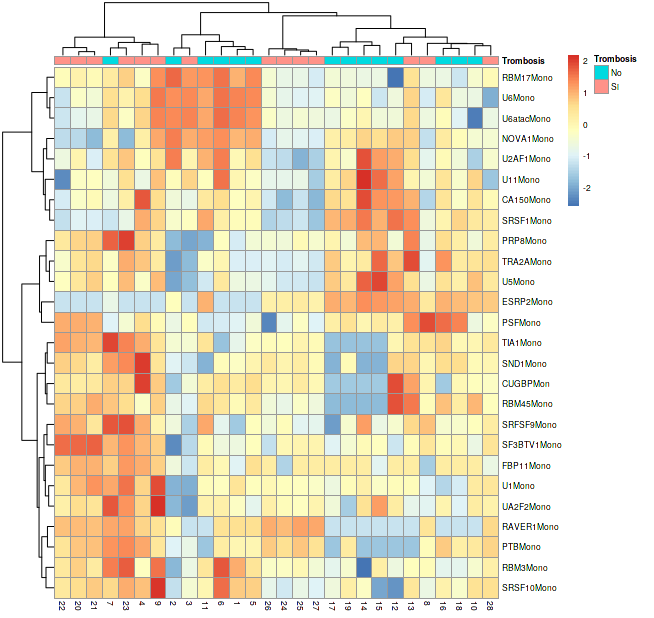 Trombosis
RBM17Mono
U6Mono
U6atacMono
NOVA1Mono
U2AF1Mono
U11Mono
CA150Mono
SRSF1Mono
PRP8Mono
TRA2AMono
U5Mono
ESRP2Mono
PSFMono
TIA1Mono
SND1Mono
CUGBPMon
RBM45Mono
SRFSF9Mono
SF3BTV1Mono
FBP11Mono
U1Mono
UA2F2Mono
RAVER1Mono
PTBMono
RBM3Mono
SRSF10Mono
22 20 21 7 23 4 9 2 3 11 6 1 5 26 24 25 27 17 19 14 15 12 13 8 16 18 10 28
2
1
0
-1
-2
Trombosis
No
SI